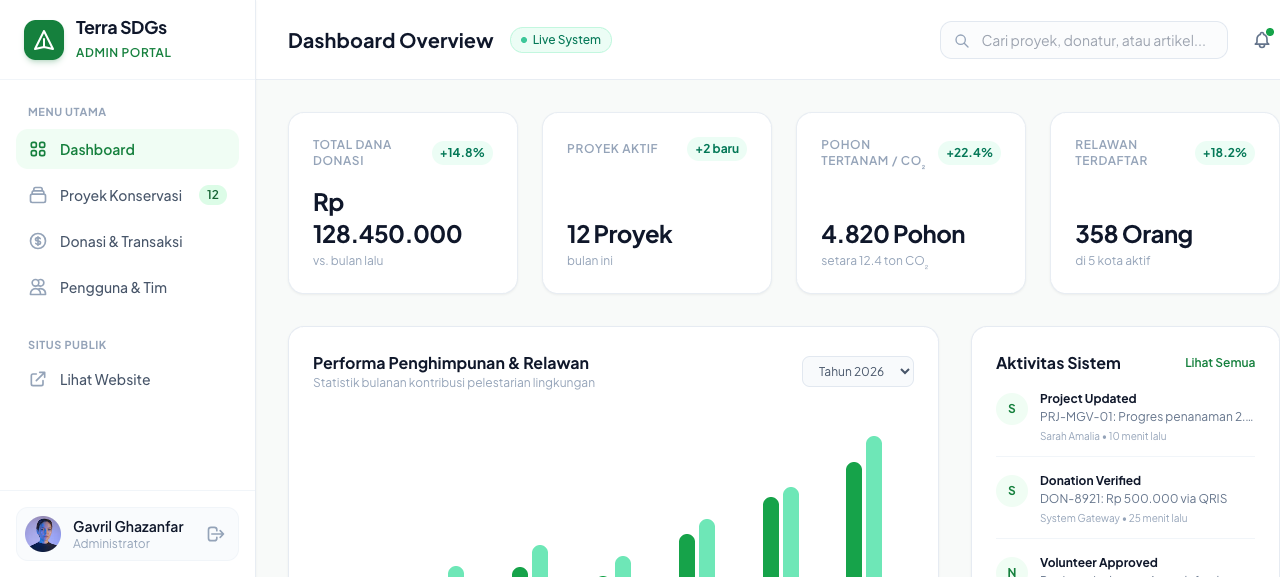 Terra SDGs
ADMIN PORTAL
MENU UTAMA
Dashboard
Proyek Konservasi 12
Donasi & Transaksi
Pengguna & Tim
SITUS PUBLIK
Lihat Website
Gavril Ghazanfar
Administrator
Dashboard Overview
Live System
Cari proyek, donatur, atau artikel...
TOTAL DANA
DONASI
+14.8%
Rp
128.450.000
vs. bulan lalu
PROYEK AKTIF
+2 baru
12 Proyek
bulan ini
POHON
TERTANAM / CO₂
+22.4%
4.820 Pohon
setara 12.4 ton CO₂
RELAWAN
TERDAFTAR
+18.2%
358 Orang
di 5 kota aktif
Performa Penghimpunan & Relawan
Statistik bulanan kontribusi pelestarian lingkungan
Tahun 2026
Aktivitas Sistem
Lihat Semua
S
Project Updated
PRJ-MGV-01: Progres penanaman 2....
Sarah Amalia • 10 menit lalu
S
Donation Verified
DON-8921: Rp 500.000 via QRIS
System Gateway • 25 menit lalu
N
Volunteer Approved